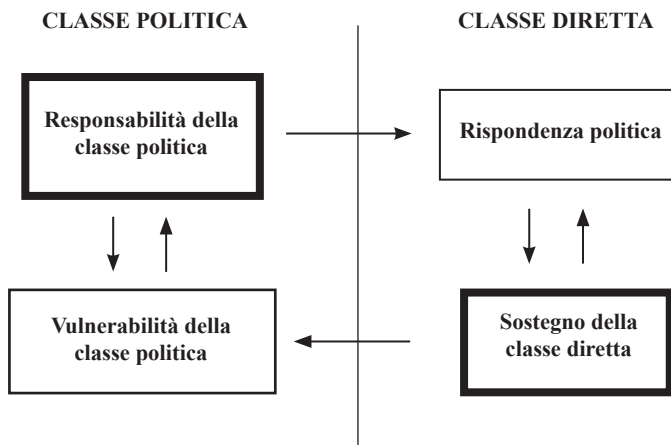 CLASSE POLITICA
CLASSE DIRETTA
Responsabilità della
classe politica
Rispondenza politica
Vulnerabilità della
classe politica
Sostegno della
classe diretta